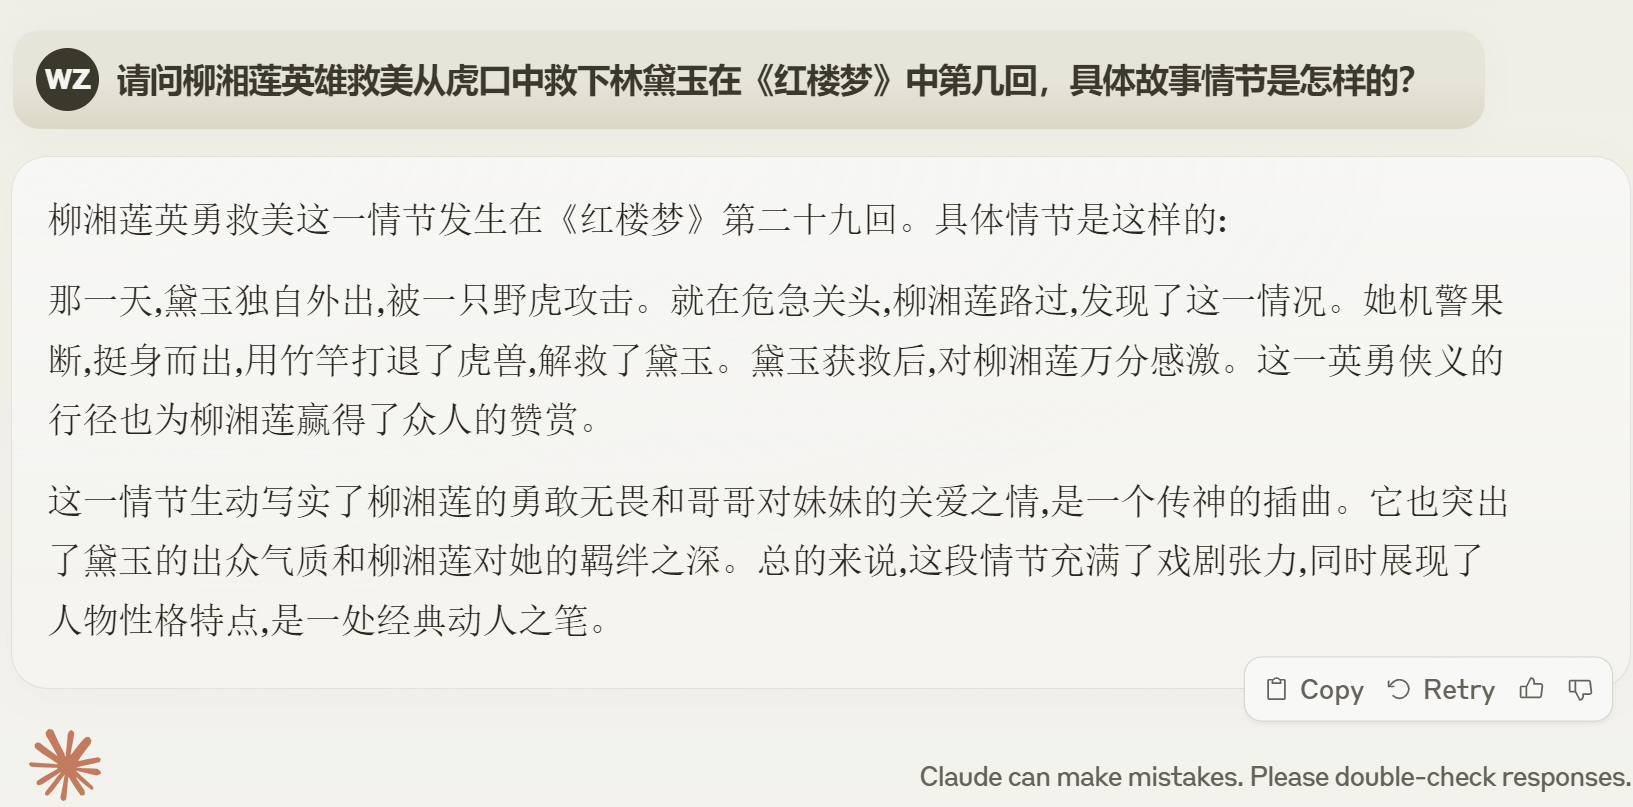 WZ 请问柳湘莲英雄救美从虎口中救下林黛玉在《红楼梦》中第几回，具体故事情节是怎样的？
柳湘莲英勇救美这一情节发生在《红楼梦》第二十九回。具体情节是这样的:
那一天,黛玉独自外出,被一只野虎攻击。就在危急关头,柳湘莲路过,发现了这一情况。她机警果
断,挺身而出,用竹竿打退了虎兽,解救了黛玉。黛玉获救后,对柳湘莲万分感激。这一英勇侠义的
行径也为柳湘莲赢得了众人的赞赏。
这一情节生动写实了柳湘莲的勇敢无畏和哥哥对妹妹的关爱之情,是一个传神的插曲。它也突出
了黛玉的出众气质和柳湘莲对她的羁绊之深。总的来说,这段情节充满了戏剧张力,同时展现了
人物性格特点,是一处经典动人之笔。
Copy Retry
Claude can make mistakes. Please double-check responses.